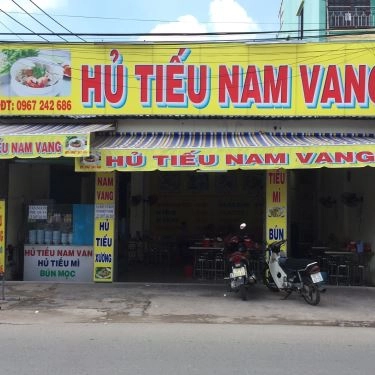 HỦ TIẾU NAM VANG
ĐT: 0967 242 686
NAM VANG
HỦ TIẾU NAM VANG
NAM
VANG
HỦ
TIẾU
XƯƠNG
TIẾU
MÌ
BÚN
HỦ TIẾU NAM VAN
HỦ TIẾU MÌ
BÚN MỌC